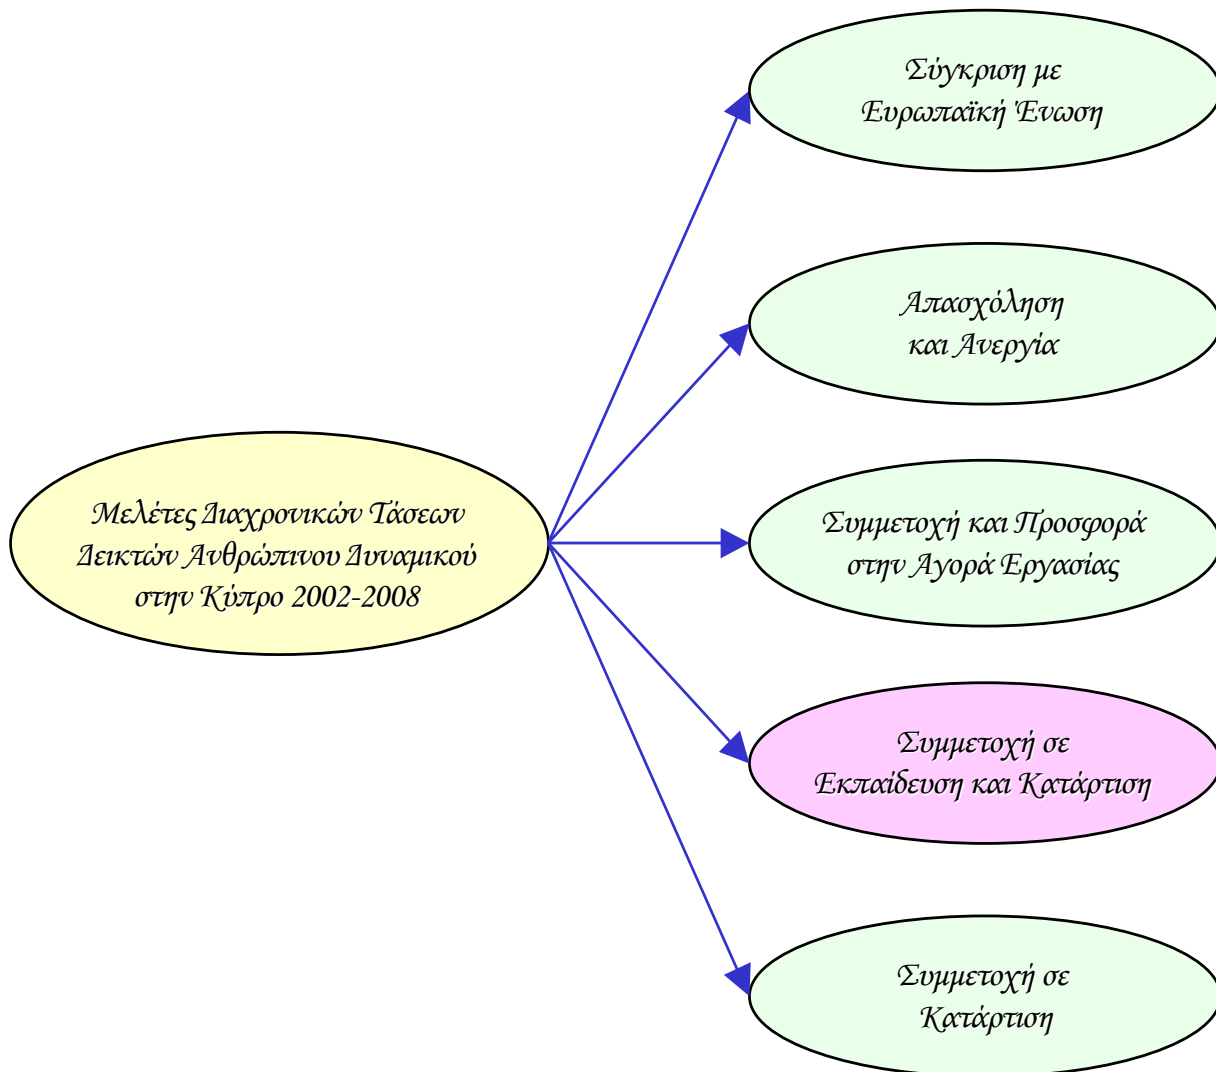 Σύγκριση με
Ευρωπαϊκή Ένωση
Απασχόληση
και Ανεργία
Μελέτες Διαχρονικών Τάσεων
Δεικτών Ανθρώπινου Δυναμικού
στην Κύπρο 2002-2008
Συμμετοχή και Προσφορά
στην Αγορά Εργασίας
Συμμετοχή σε
Εκπαίδευση και Κατάρτιση
Συμμετοχή σε
Κατάρτιση